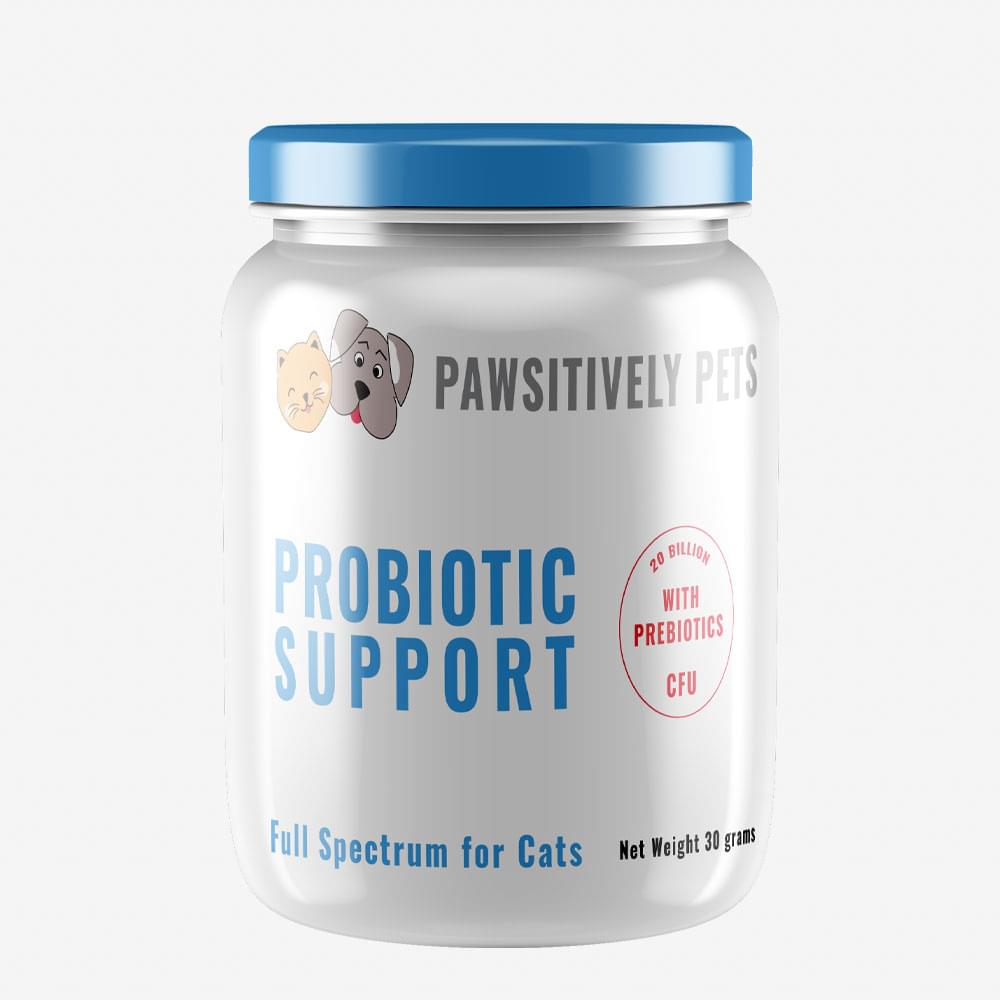 PAWSITIVELY PETS
PROBIOTIC
SUPPORT
20 BILLION
WITH
PREBIOTICS
CFU
Full Spectrum for Cats
Net Weight 30 grams